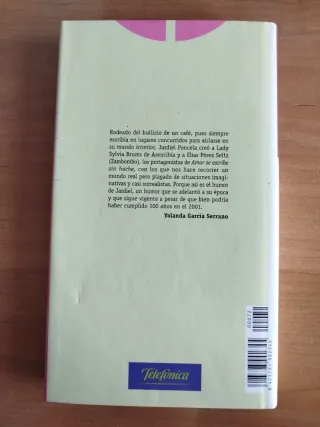 Rodeado del bullicio de un café, pues siempre
escribía en lugares concurridos para aislarse en
su mundo interior, Jardiel Poncela creó a Lady
Sylvia Brums de Arencibia y a Elías Pérez Seltz
(Zambombo), los protagonistas de Amor se escribe
sin hache, con los que nos hace recorrer un
mundo real pero plagado de situaciones imagi-
nativas y casi surrealistas. Porque así es el humor
de Jardiel, un humor que se adelantó a su época
y que sigue vigente a pesar de que bien podría
haber cumplido 100 años en el 2001.
Yolanda García Serrano
00072
Telefónica